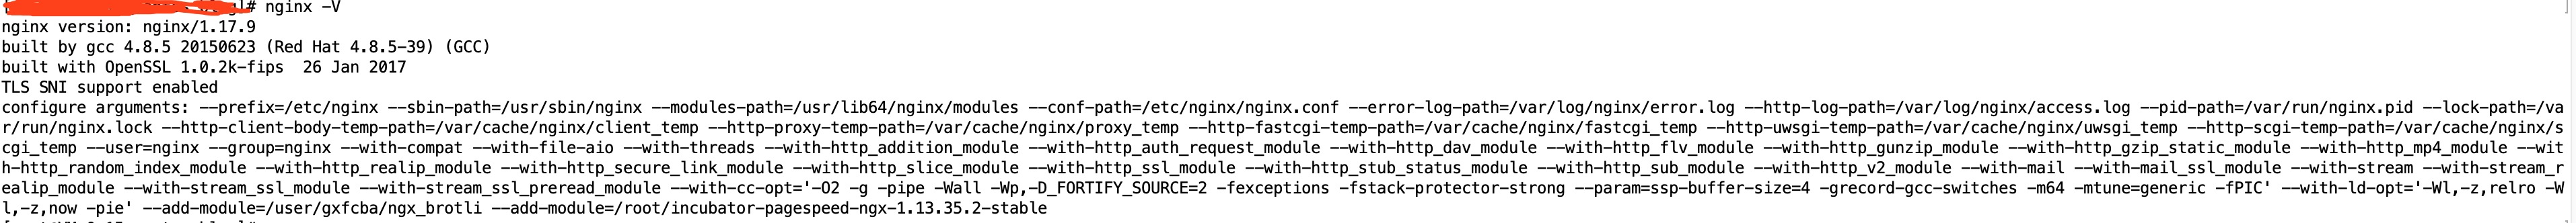 # nginx -V
nginx version: nginx/1.17.9
built by gcc 4.8.5 20150623 (Red Hat 4.8.5-39) (GCC)
built with OpenSSL 1.0.2k-fips  26 Jan 2017
TLS SNI support enabled
configure arguments: --prefix=/etc/nginx --sbin-path=/usr/sbin/nginx --modules-path=/usr/lib64/nginx/modules --conf-path=/etc/nginx/nginx.conf --error-log-path=/var/log/nginx/error.log --http-log-path=/var/log/nginx/access.log --pid-path=/var/run/nginx.pid --lock-path=/va
r/run/nginx.lock --http-client-body-temp-path=/var/cache/nginx/client_temp --http-proxy-temp-path=/var/cache/nginx/proxy_temp --http-fastcgi-temp-path=/var/cache/nginx/fastcgi_temp --http-uwsgi-temp-path=/var/cache/nginx/uwsgi_temp --http-scgi-temp-path=/var/cache/nginx/s
cgi_temp --user=nginx --group=nginx --with-compat --with-file-aio --with-threads --with-http_addition_module --with-http_auth_request_module --with-http_dav_module --with-http_flv_module --with-http_gunzip_module --with-http_gzip_static_module --with-http_mp4_module --wit
h-http_random_index_module --with-http_realip_module --with-http_secure_link_module --with-http_slice_module --with-http_ssl_module --with-http_stub_status_module --with-http_sub_module --with-http_v2_module --with-mail --with-mail_ssl_module --with-stream --with-stream_r
ealip_module --with-stream_ssl_module --with-stream_ssl_preread_module --with-cc-opt='-O2 -g -pipe -Wall -Wp,-D_FORTIFY_SOURCE=2 -fexceptions -fstack-protector-strong --param=ssp-buffer-size=4 -grecord-gcc-switches -m64 -mtune=generic -fPIC' --with-ld-opt='-Wl,-z,relro -W
l,-z,now -pie' --add-module=/user/gxfcba/ngx_brotli --add-module=/root/incubator-pagespeed-ngx-1.13.35.2-stable